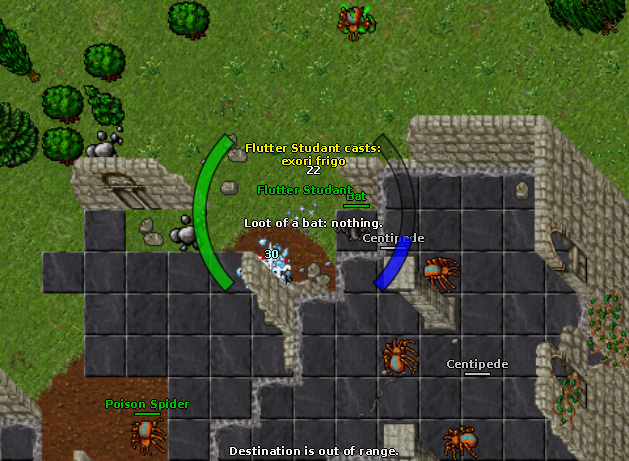 Flutter Studant casts:
exori frigo
22
Flutter Studant
Bat
Loot of a bat: nothing.
Centipede
30
Centipede
Poison Spider
Destination is out of range.